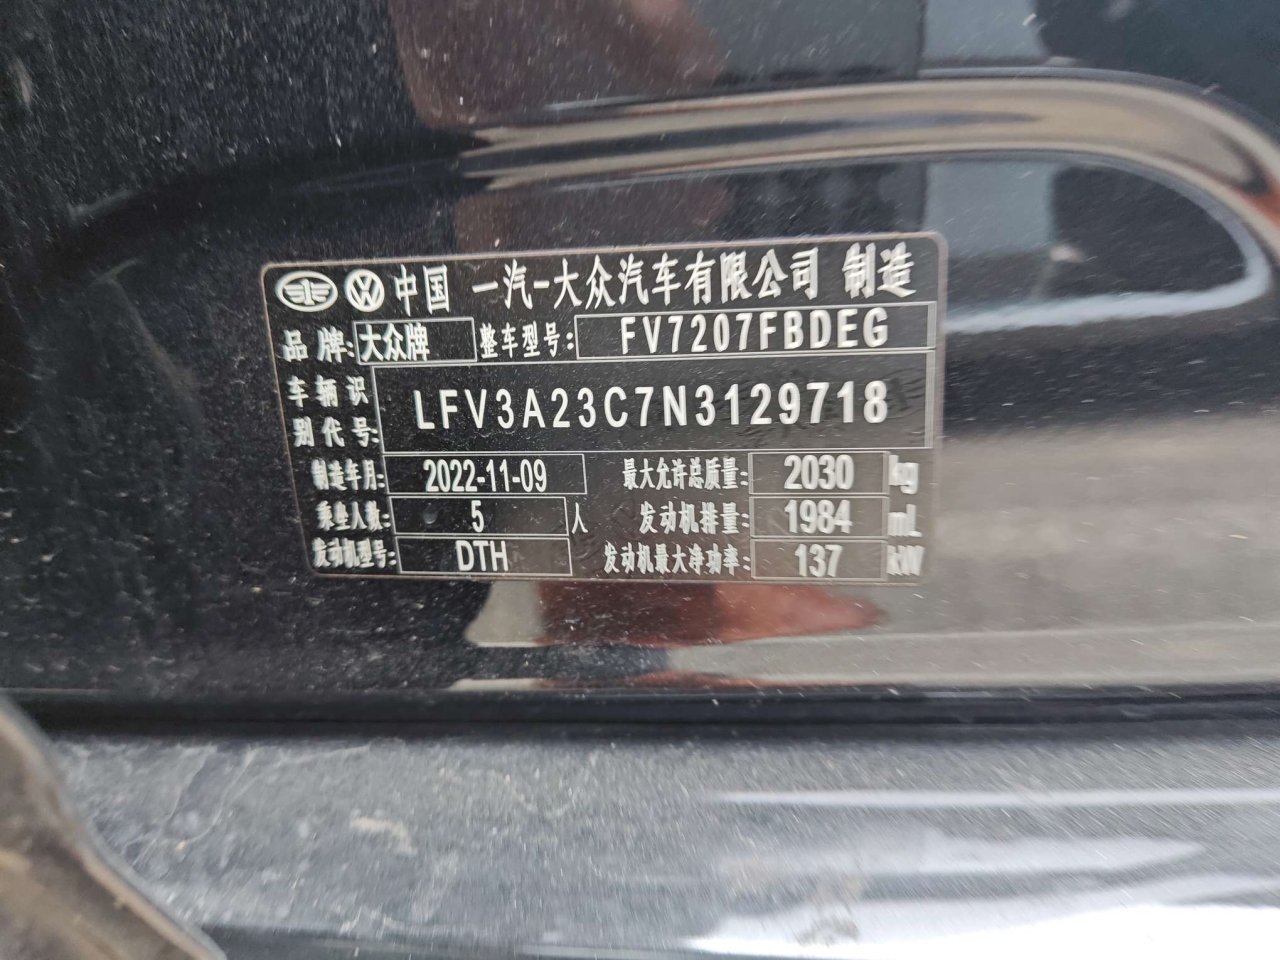 中国 一汽-大众汽车有限公司 制造
品牌: 大众牌 整车型号: FV7207FBDEG
车辆识别代号: LFV3A23C7N3129718
制造年月: 2022-11-09 最大允许总质量: 2030 kg
乘坐人数: 5 人 发动机排量: 1984 mL
发动机型号: DTH 发动机最大净功率: 137 kW